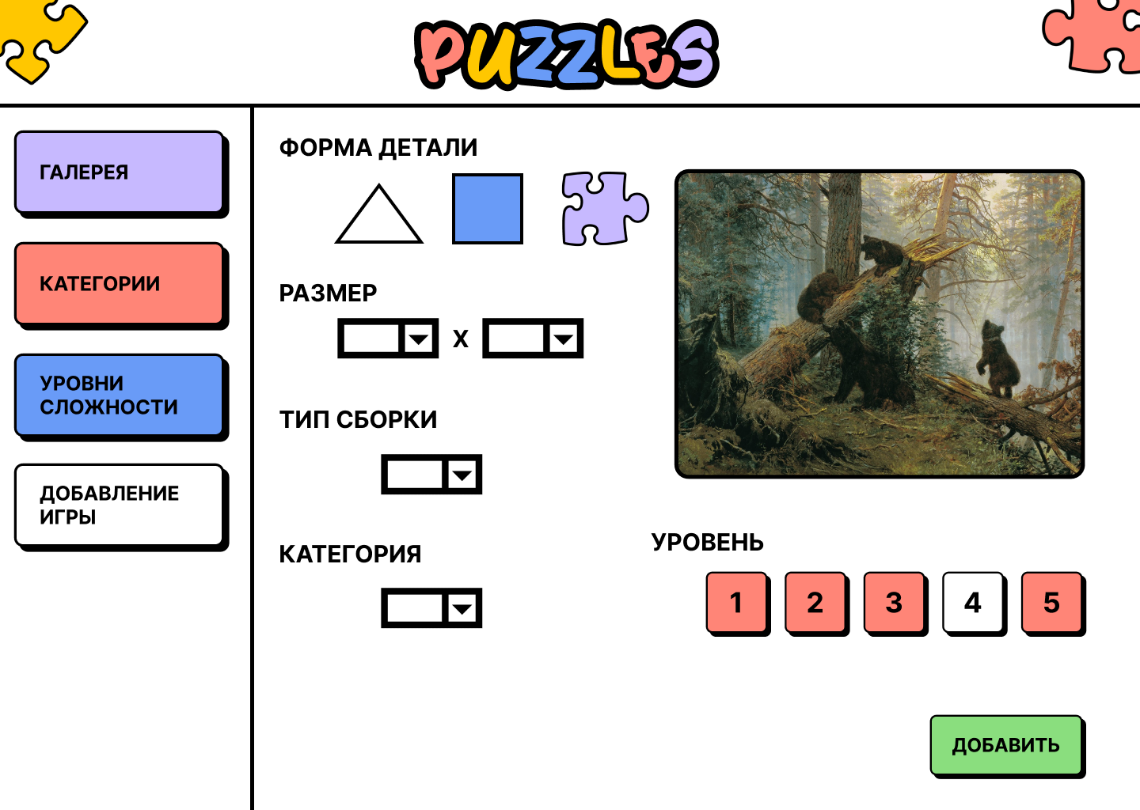 PUZZLES
ГАЛЕРЕЯ
КАТЕГОРИИ
УРОВНИ
СЛОЖНОСТИ
ДОБАВЛЕНИЕ
ИГРЫ
ФОРМА ДЕТАЛИ
РАЗМЕР
X
ТИП СБОРКИ
КАТЕГОРИЯ
УРОВЕНЬ
1 2 3 4 5
ДОБАВИТЬ